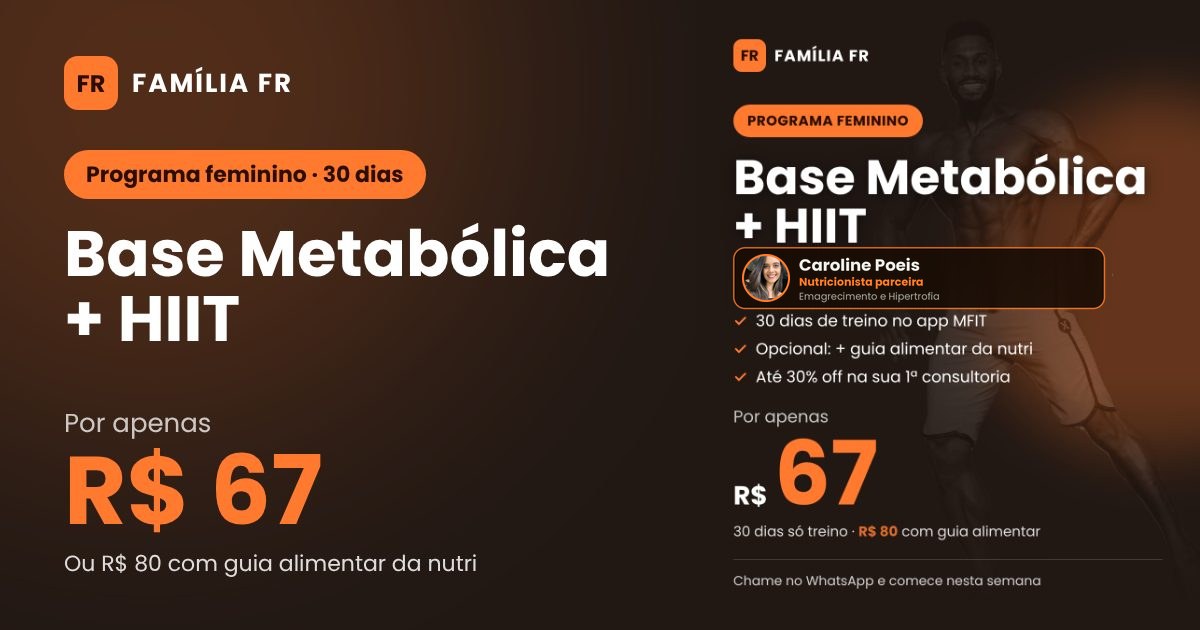 FR FAMÍLIA FR
Programa feminino · 30 dias
Base Metabólica
+ HIIT
Por apenas
R$ 67
Ou R$ 80 com guia alimentar da nutri
FR FAMÍLIA FR
PROGRAMA FEMININO
Base Metabólica
+ HIIT
Caroline Poeis
Nutricionista parceira
Emagrecimento e Hipertrofia
30 dias de treino no app MFIT
Opcional: + guia alimentar da nutri
Até 30% off na sua 1ª consultoria
Por apenas
R$ 67
30 dias só treino · R$ 80 com guia alimentar
Chame no WhatsApp e comece nesta semana